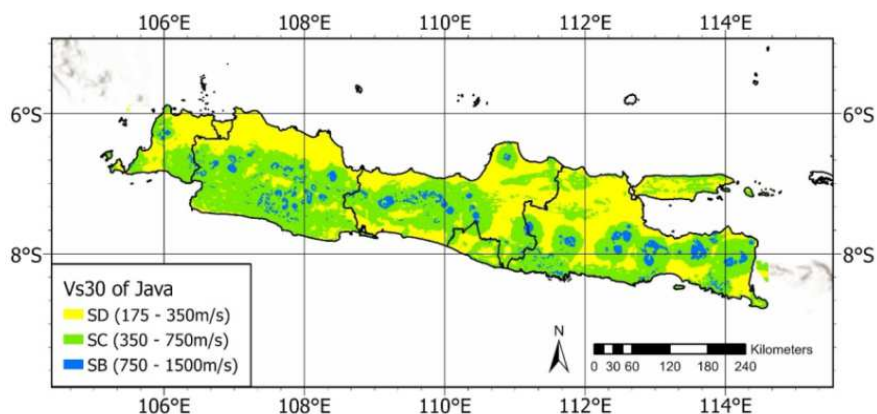 106°E 108°E 110°E 112°E 114°E
6°S 6°S
8°S 8°S
Vs30 of Java
SD (175 - 350m/s)
SC (350 - 750m/s)
SB (750 - 1500m/s)
N
Kilometers
0 30 60 120 180 240
106°E 108°E 110°E 112°E 114°E